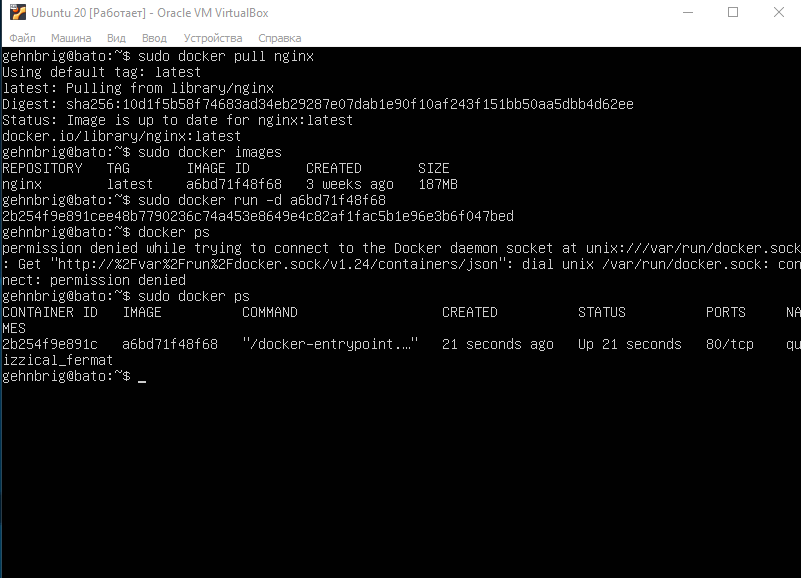 Ubuntu 20 [Работает] - Oracle VM VirtualBox
Файл Машина Вид Ввод Устройства Справка
gehnbrig@bato:~$ sudo docker pull nginx
Using default tag: latest
latest: Pulling from library/nginx
Digest: sha256:10d1f5b58f74683ad34eb29287e07dab1e90f10af243f151bb50aa5dbb4d62ee
Status: Image is up to date for nginx:latest
docker.io/library/nginx:latest
gehnbrig@bato:~$ sudo docker images
REPOSITORY   TAG       IMAGE ID       CREATED       SIZE
nginx        latest    a6bd71f48f68   3 weeks ago   187MB
gehnbrig@bato:~$ sudo docker run -d a6bd71f48f68
2b254f9e891cee48b7790236c74a453e8649e4c82af1fac5b1e96e3b6f047bed
gehnbrig@bato:~$ docker ps
permission denied while trying to connect to the Docker daemon socket at unix:///var/run/docker.sock
: Get "http://%2Fvar%2Frun%2Fdocker.sock/v1.24/containers/json": dial unix /var/run/docker.sock: con
nect: permission denied
gehnbrig@bato:~$ sudo docker ps
CONTAINER ID   IMAGE          COMMAND                  CREATED          STATUS          PORTS     NA
MES
2b254f9e891c   a6bd71f48f68   "/docker-entrypoint.…"   21 seconds ago   Up 21 seconds   80/tcp    qu
izzical_fermat
gehnbrig@bato:~$ _